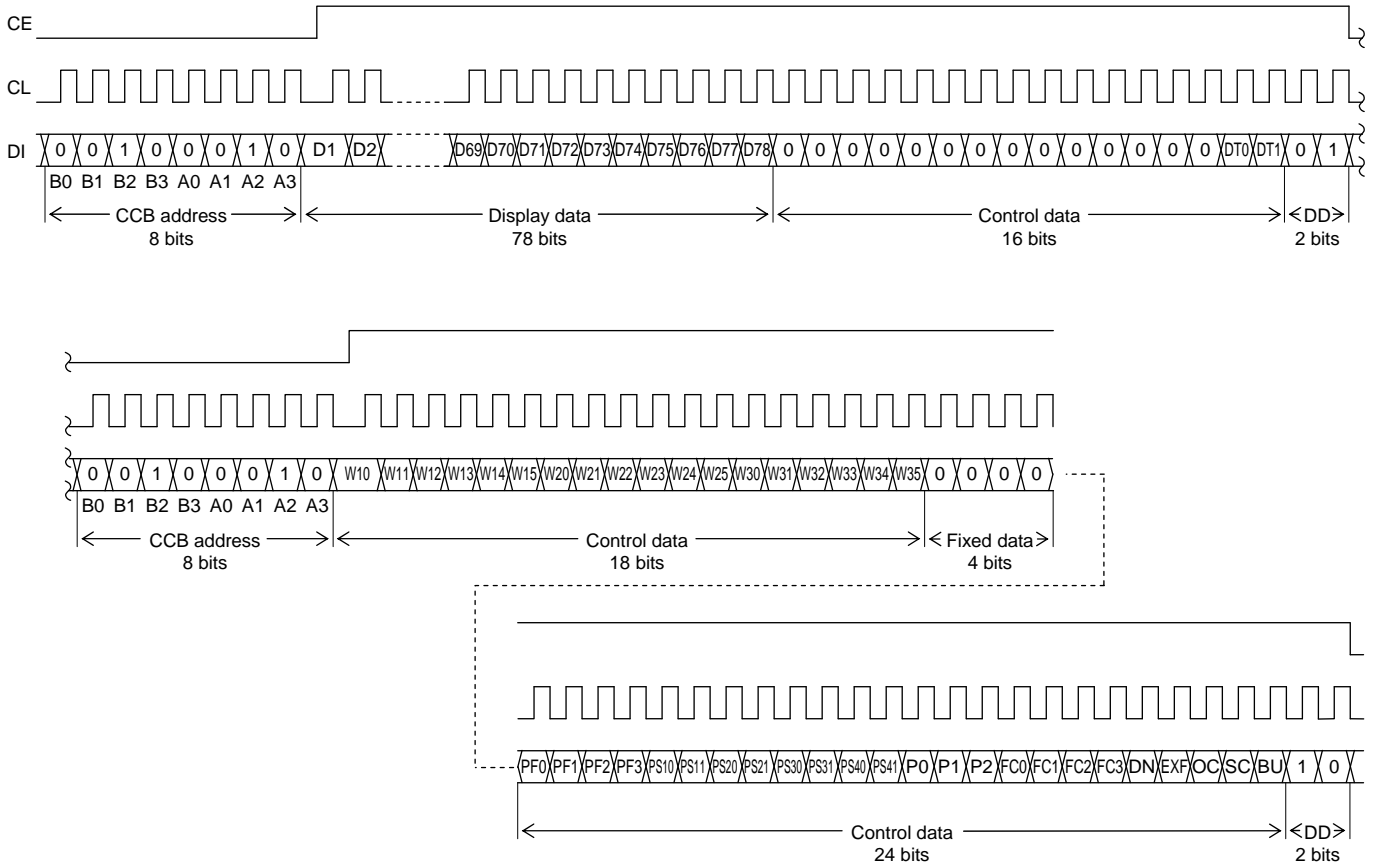 CE
CL
DI 0 0 1 0 0 0 1 0 D1 D2 D69 D70 D71 D72 D73 D74 D75 D76 D77 D78 0 0 0 0 0 0 0 0 0 0 0 0 0 0 DT0 DT1 0 1
B0 B1 B2 B3 A0 A1 A2 A3
CCB address Display data Control data DD
8 bits 78 bits 16 bits 2 bits
0 0 1 0 0 0 1 0 W10 W11 W12 W13 W14 W15 W20 W21 W22 W23 W24 W25 W30 W31 W32 W33 W34 W35 0 0 0 0
B0 B1 B2 B3 A0 A1 A2 A3
CCB address Control data Fixed data
8 bits 18 bits 4 bits
PF0 PF1 PF2 PF3 PS10 PS11 PS20 PS21 PS30 PS31 PS40 PS41 P0 P1 P2 FC0 FC1 FC2 FC3 DN EXF OC SC BU 1 0
Control data DD
24 bits 2 bits